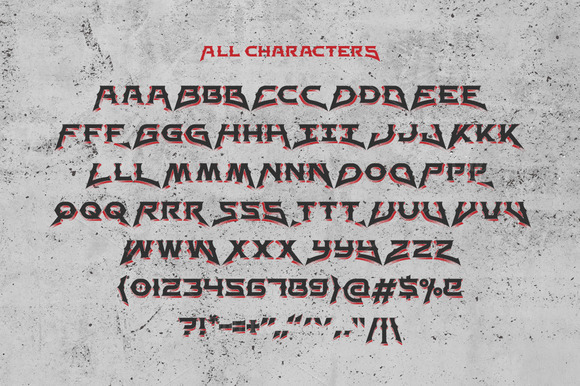 ALL CHARACTERS
AAABBBCCCDDDEEE
FFFGGGHHHIIIJJJKKK
LLLMMMNNNOOOPPP
QQQRRRSSSTTTUUUVVV
WWWXXXYYYZZZ
(0123456789)@#$%&
?!*-=+",;"'',."/|\